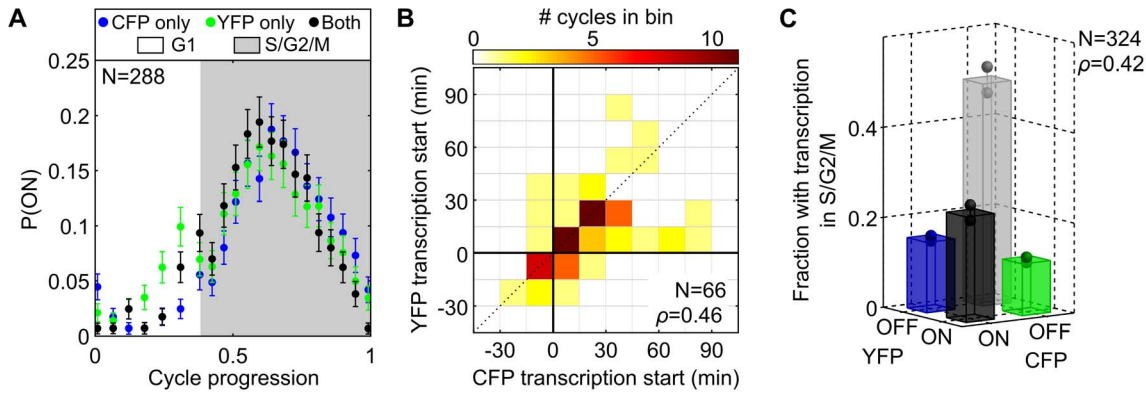 A
CFP only YFP only Both
G1 S/G2/M
N=288
0.25
0.2
0.15
0.1
0.05
0
P(ON)
0 0.5 1
Cycle progression
B
# cycles in bin
0 5 10
90
60
30
0
-30
YFP transcription start (min)
N=66
ρ=0.46
-30 0 30 60 90
CFP transcription start (min)
C
N=324
ρ=0.42
0.4
0.2
0
Fraction with transcription
in S/G2/M
OFF ON
YFP
ON OFF
CFP